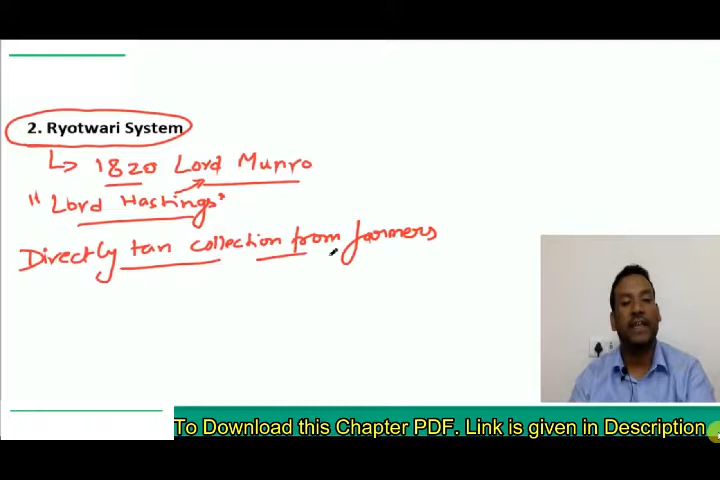 2. Ryotwari System
↳ 1820 Lord Munro
"Lord Hastings"
Directly tax collection from farmers
To Download this Chapter PDF. Link is given in Description